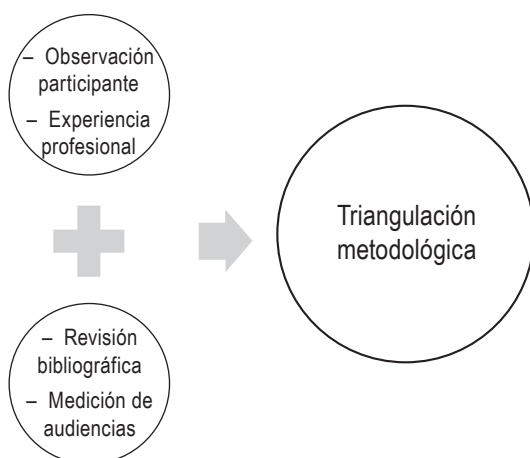 – Observación
participante
– Experiencia
profesional
Triangulación
metodológica
– Revisión
bibliográfica
– Medición de
audiencias